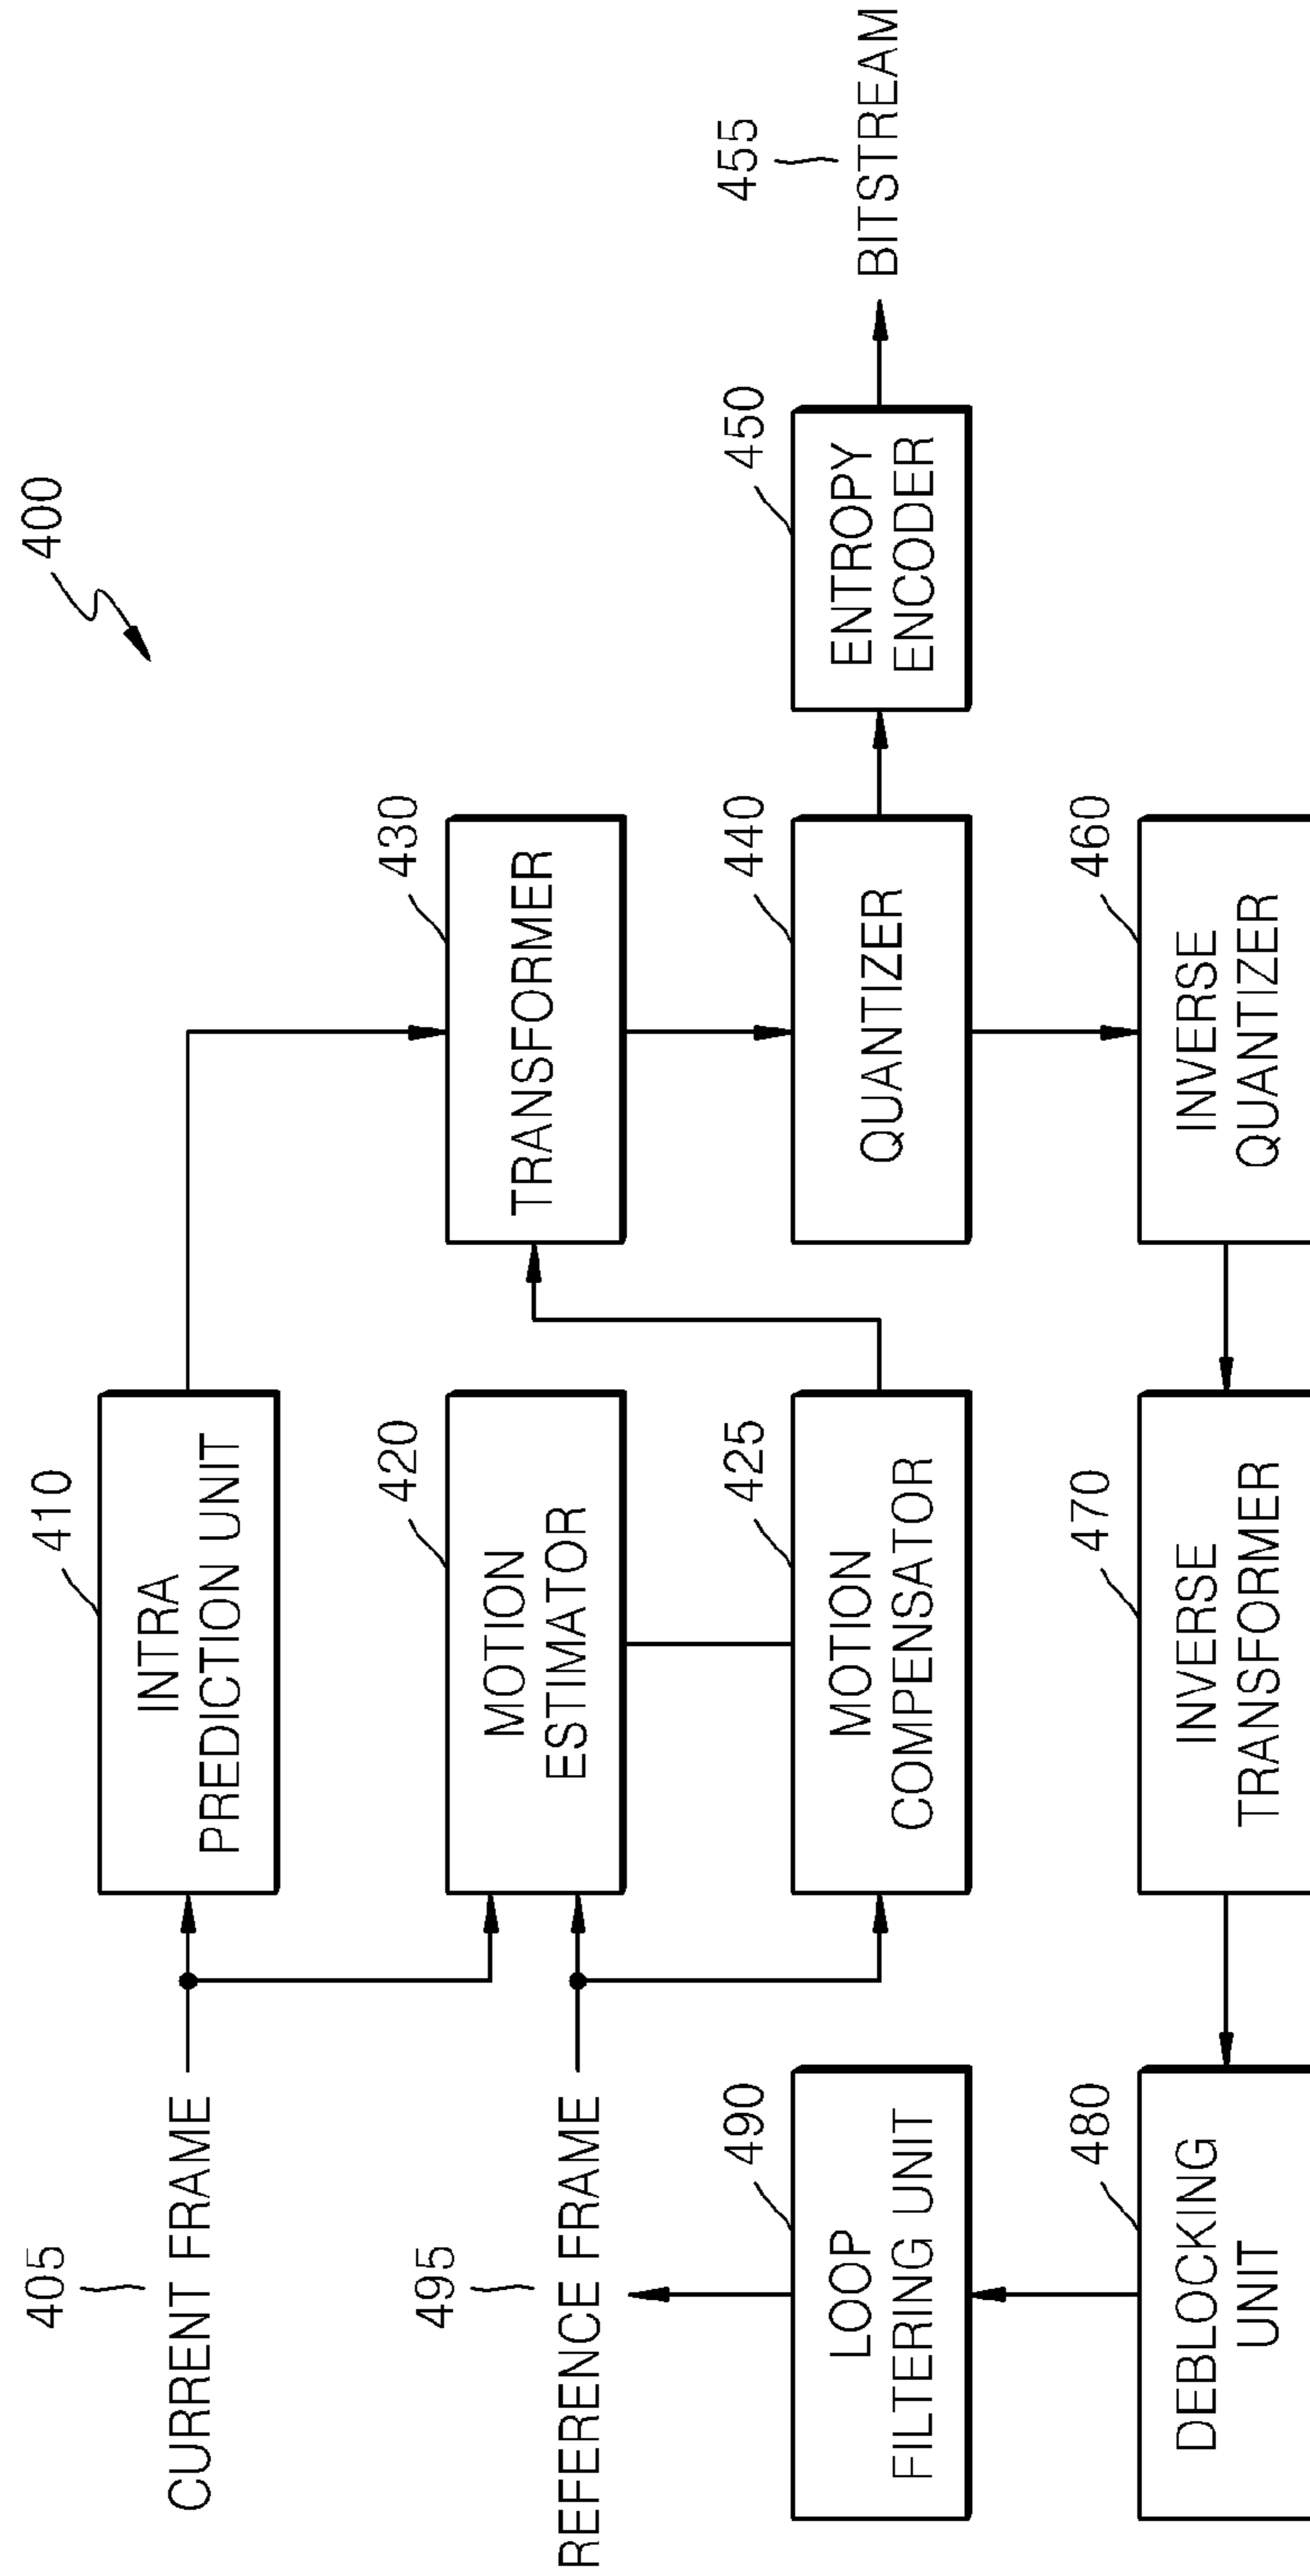 400
405
CURRENT FRAME
410
INTRA
PREDICTION UNIT
495
REFERENCE FRAME
420
MOTION
ESTIMATOR
430
TRANSFORMER
490
LOOP
FILTERING UNIT
425
MOTION
COMPENSATOR
440
QUANTIZER
450
ENTROPY
ENCODER
455
BITSTREAM
480
DEBLOCKING
UNIT
470
INVERSE
TRANSFORMER
460
INVERSE
QUANTIZER